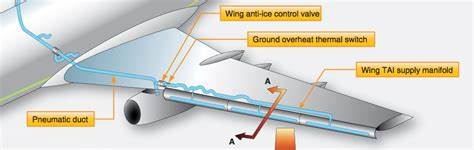 Wing anti-ice control valve
Ground overheat thermal switch
Wing TAI supply manifold
A
Pneumatic duct
A